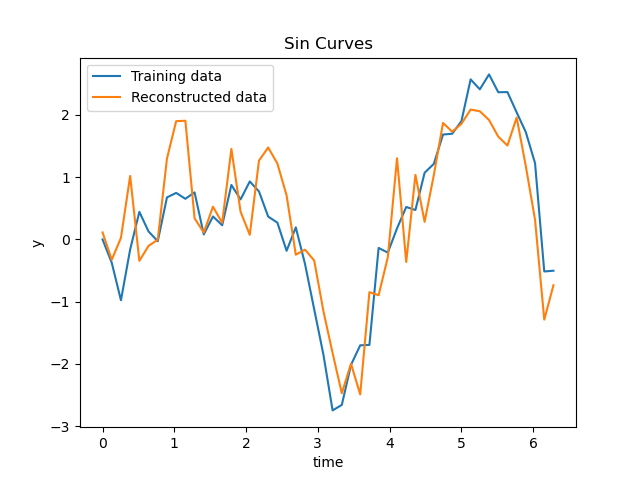 Sin Curves
Training data
Reconstructed data
y
2
1
0
−1
−2
−3
0 1 2 3 4 5 6
time